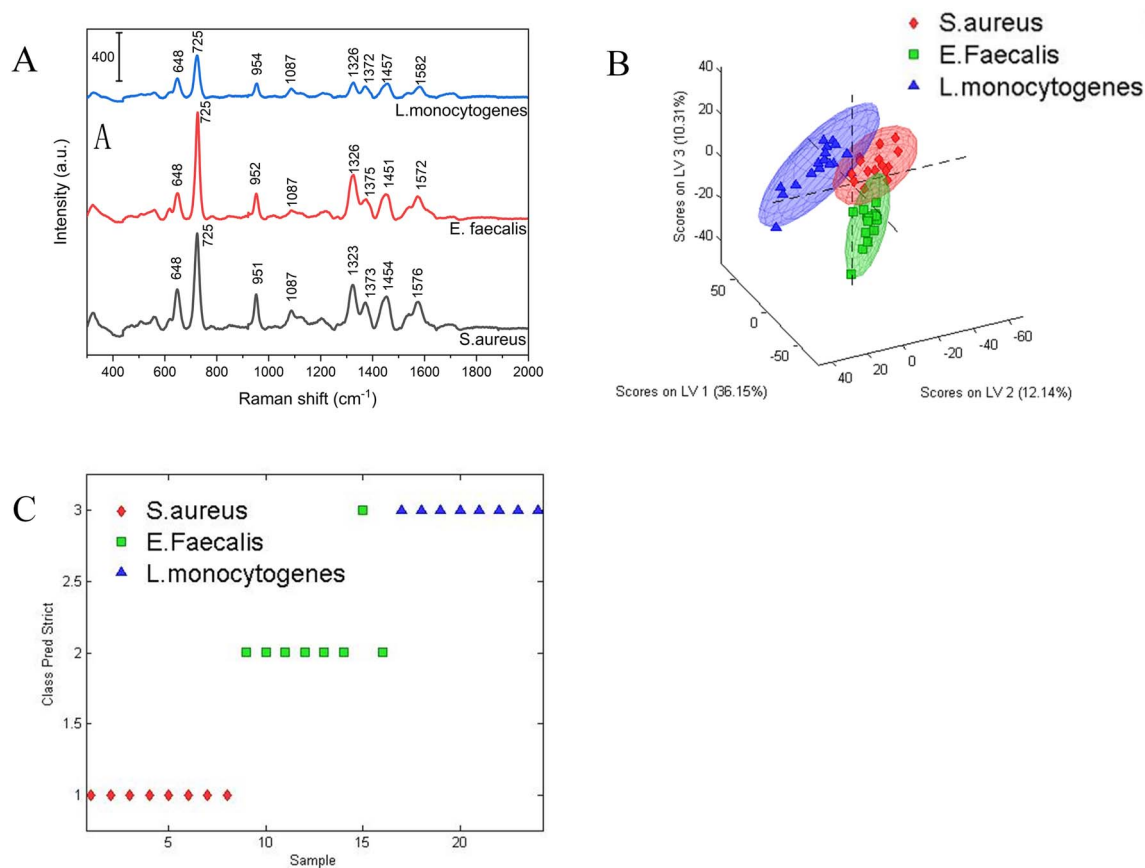 A
400
648
725
954
1087
1326
1372
1457
1582
L.monocytogenes
A
648
725
952
1087
1326
1375
1451
1572
E. faecalis
648
725
951
1087
1323
1373
1454
1576
S.aureus
Intensity (a.u.)
400 600 800 1000 1200 1400 1600 1800 2000
Raman shift (cm⁻¹)
B
S.aureus
E.Faecalis
L.monocytogenes
Scores on LV 3 (10.31%)
40
20
0
-20
-40
50
0
-50
40 20 0 -20 -40 -60
Scores on LV 1 (36.15%)
Scores on LV 2 (12.14%)
C
S.aureus
E.Faecalis
L.monocytogenes
Class Pred Strict
3
2.5
2
1.5
1
5 10 15 20
Sample